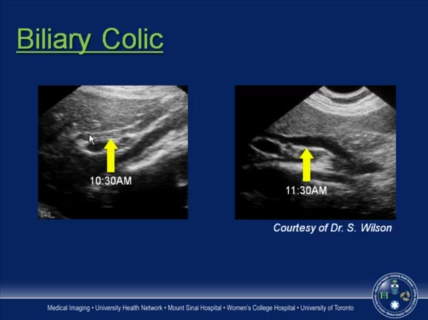 Biliary Colic
10:30AM
11:30AM
Courtesy of Dr. S. Wilson
Medical Imaging • University Health Network • Mount Sinai Hospital • Women's College Hospital • University of Toronto